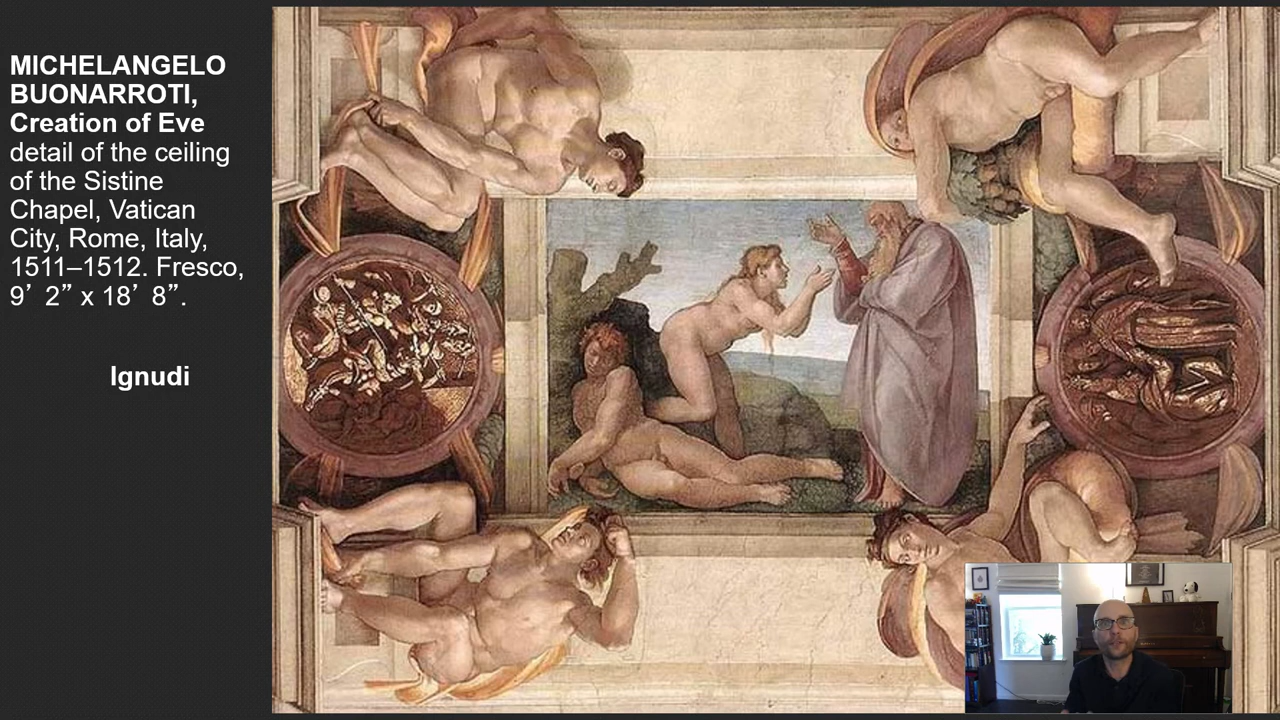 MICHELANGELO
BUONARROTI,
Creation of Eve
detail of the ceiling
of the Sistine
Chapel, Vatican
City, Rome, Italy,
1511–1512. Fresco,
9’ 2” x 18’ 8”.
Ignudi